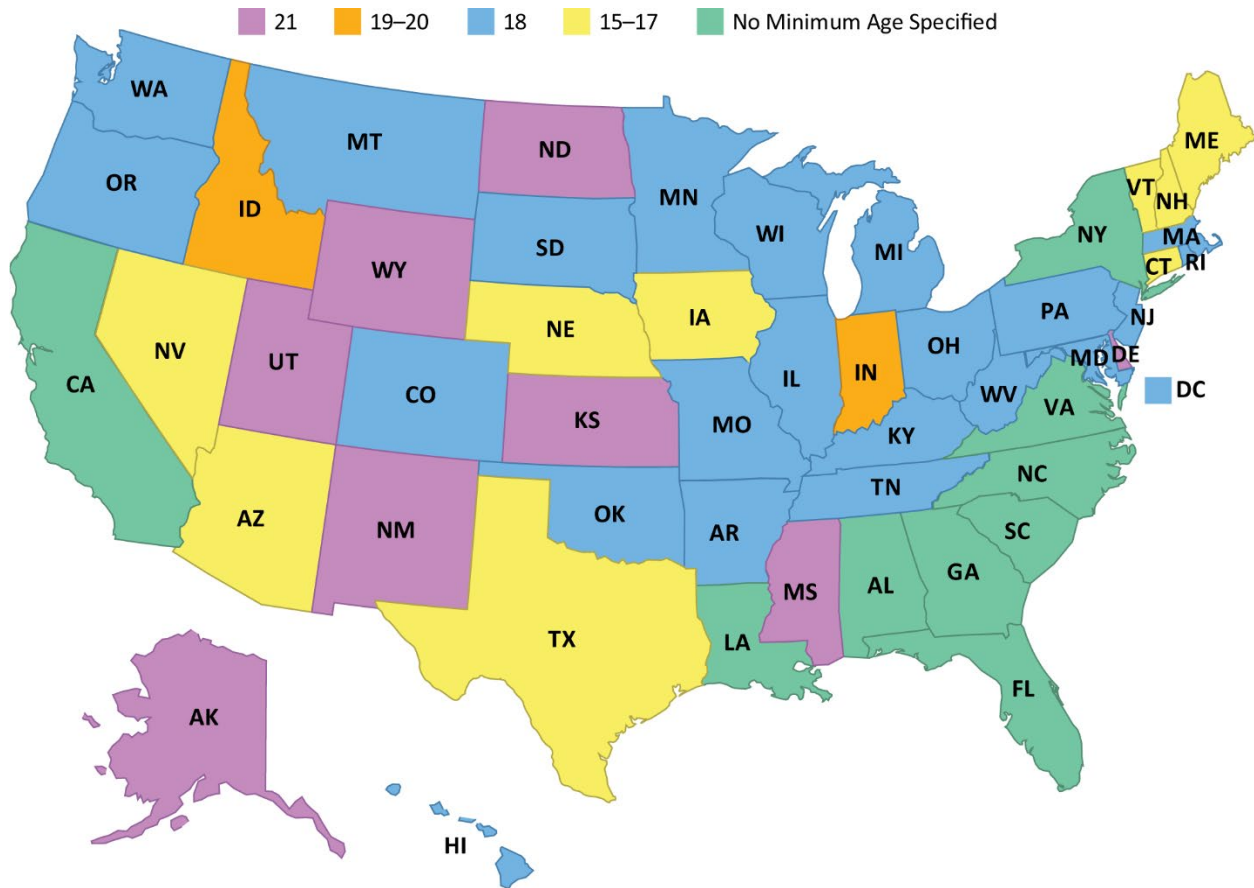 21 19–20 18 15–17 No Minimum Age Specified
WA
MT
ND
ME
OR
ID
MN
VT
NH
WI
NY
MA
SD
MI
RI
WY
CT
PA
IA
NE
NJ
NV
OH
UT
IL
IN
MD
DE
CA
CO
WV
DC
VA
KS
MO
KY
NC
TN
AZ
OK
NM
AR
SC
GA
MS
AL
TX
LA
FL
AK
HI